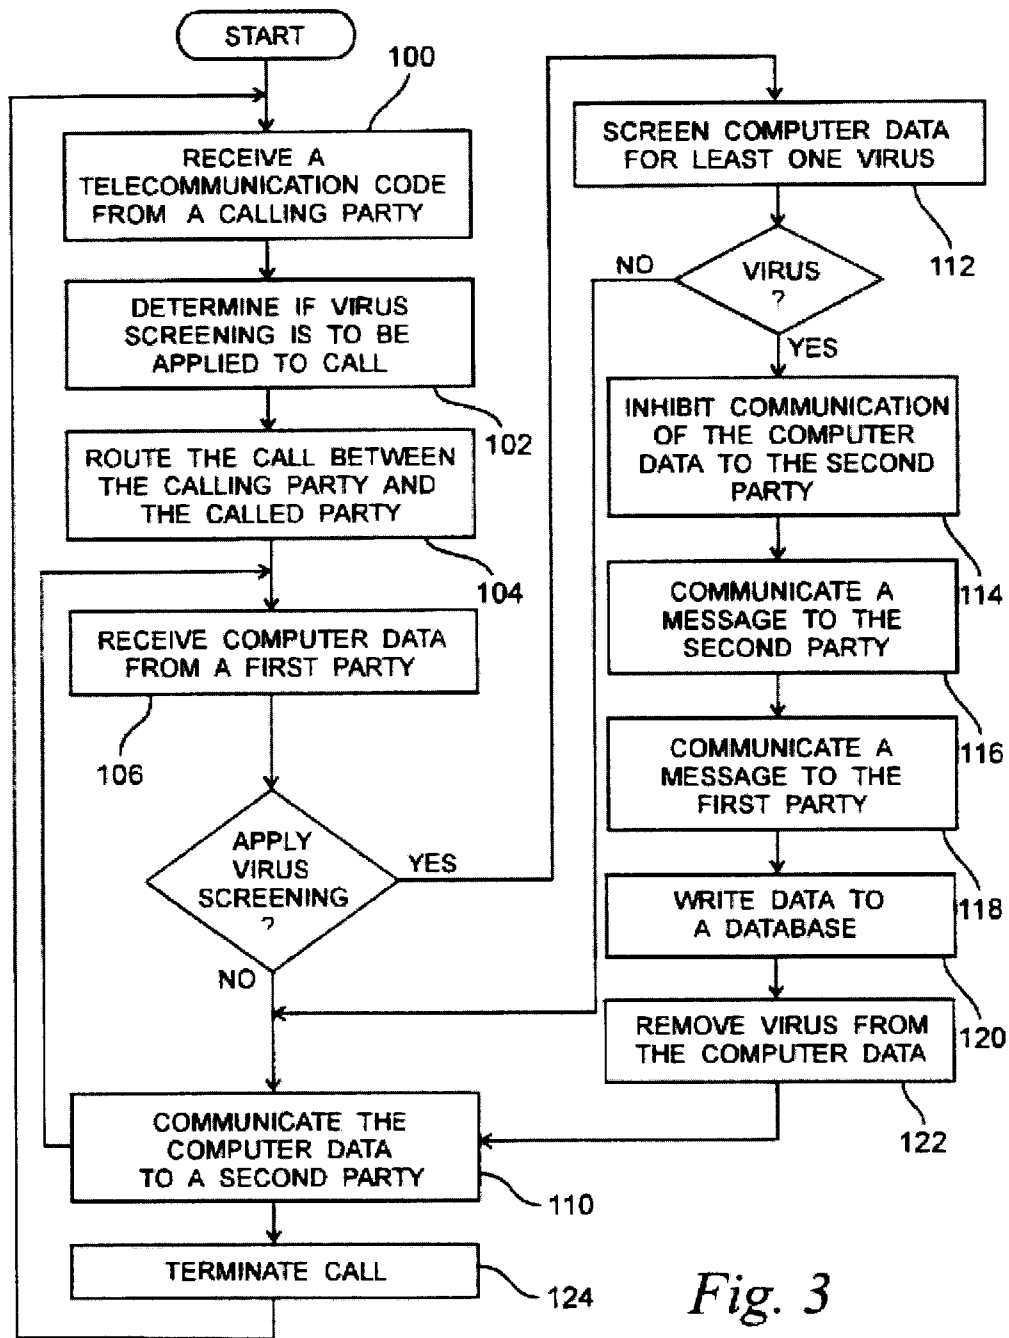 START
100
RECEIVE A
TELECOMMUNICATION CODE
FROM A CALLING PARTY
DETERMINE IF VIRUS
SCREENING IS TO BE
APPLIED TO CALL
102
ROUTE THE CALL BETWEEN
THE CALLING PARTY AND
THE CALLED PARTY
104
RECEIVE COMPUTER DATA
FROM A FIRST PARTY
106
APPLY
VIRUS
SCREENING
?
YES
NO
COMMUNICATE THE
COMPUTER DATA
TO A SECOND PARTY
110
TERMINATE CALL
124
SCREEN COMPUTER DATA
FOR LEAST ONE VIRUS
112
VIRUS
?
NO
YES
INHIBIT COMMUNICATION
OF THE COMPUTER
DATA TO THE SECOND
PARTY
114
COMMUNICATE A
MESSAGE TO THE
SECOND PARTY
116
COMMUNICATE A
MESSAGE TO THE
FIRST PARTY
118
WRITE DATA TO
A DATABASE
120
REMOVE VIRUS FROM
THE COMPUTER DATA
122
Fig. 3